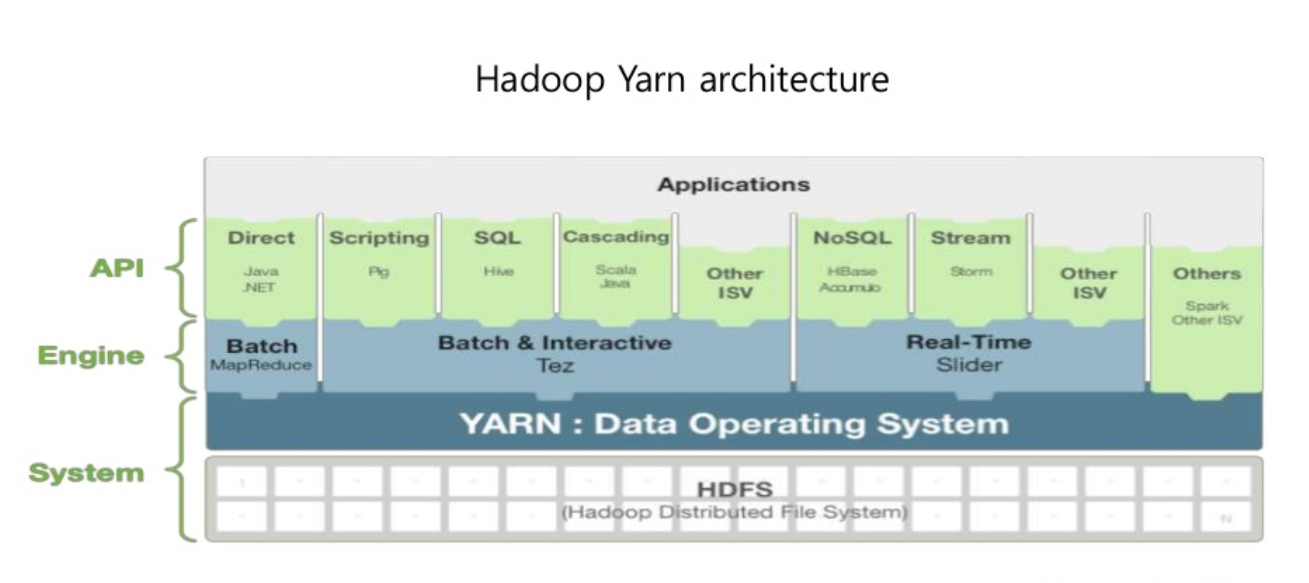 Hadoop Yarn architecture
Applications
API
Direct
Java
.NET
Scripting
Pig
SQL
Hive
Cascading
Scala
Java
Other
ISV
NoSQL
HBase
Accumulo
Stream
Storm
Other
ISV
Others
Spark
Other ISV
Engine
Batch
MapReduce
Batch & Interactive
Tez
Real-Time
Slider
System
YARN : Data Operating System
HDFS
(Hadoop Distributed File System)
N